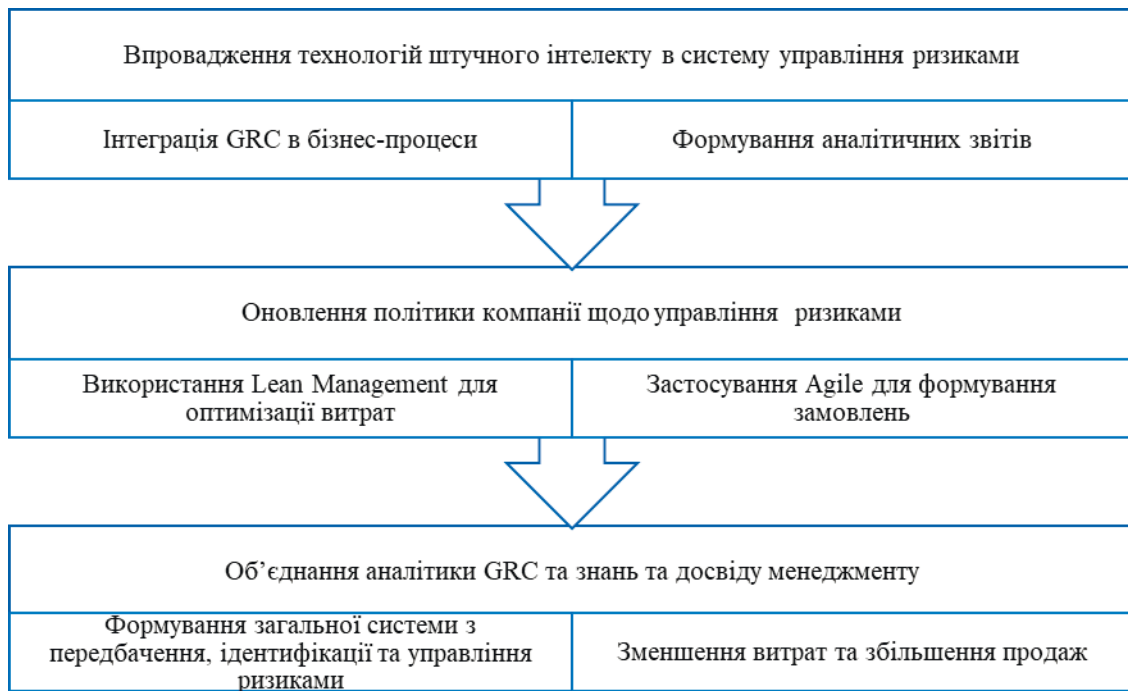 Впровадження технологій штучного інтелекту в систему управління ризиками
Інтеграція GRC в бізнес-процеси
Формування аналітичних звітів
Оновлення політики компанії щодо управління ризиками
Використання Lean Management для
оптимізації витрат
Застосування Agile для формування
замовлень
Об’єднання аналітики GRC та знань та досвіду менеджменту
Формування загальної системи з
передбачення, ідентифікації та управління
ризиками
Зменшення витрат та збільшення продаж